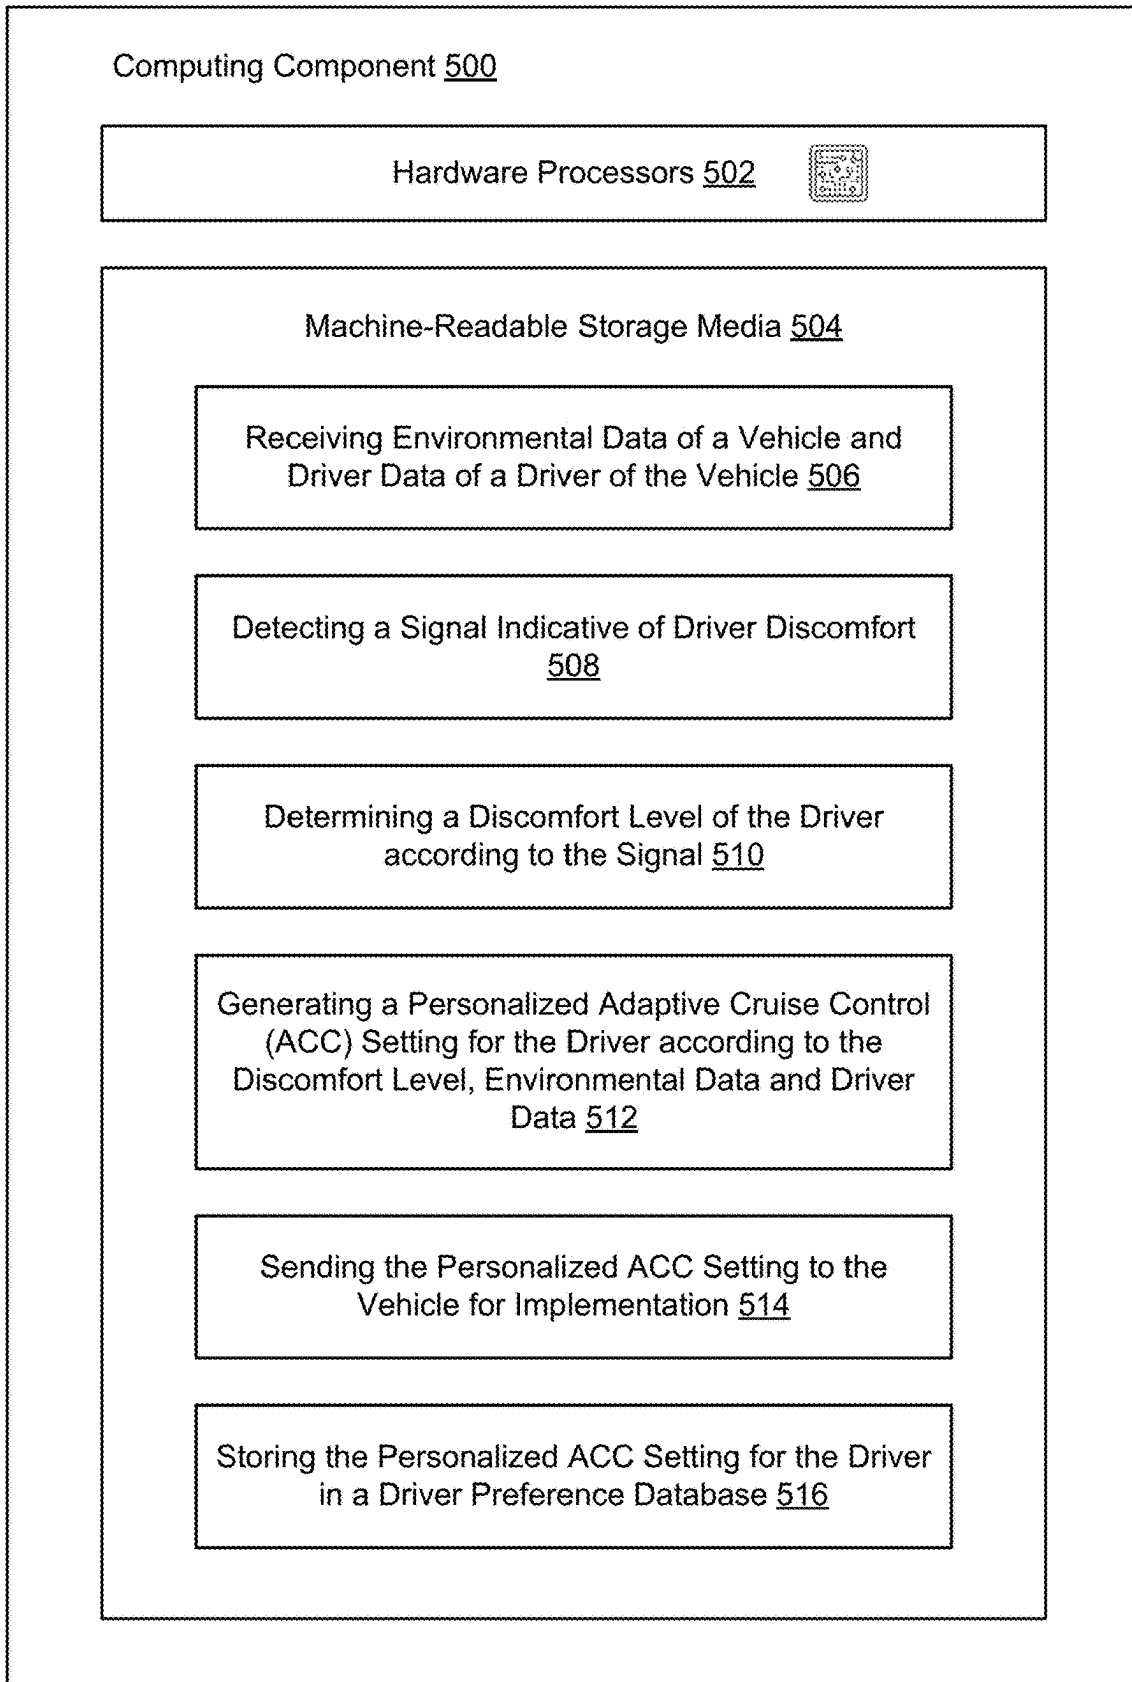 Computing Component 500
Hardware Processors 502
Machine-Readable Storage Media 504
Receiving Environmental Data of a Vehicle and
Driver Data of a Driver of the Vehicle 506
Detecting a Signal Indicative of Driver Discomfort
508
Determining a Discomfort Level of the Driver
according to the Signal 510
Generating a Personalized Adaptive Cruise Control
(ACC) Setting for the Driver according to the
Discomfort Level, Environmental Data and Driver
Data 512
Sending the Personalized ACC Setting to the
Vehicle for Implementation 514
Storing the Personalized ACC Setting for the Driver
in a Driver Preference Database 516